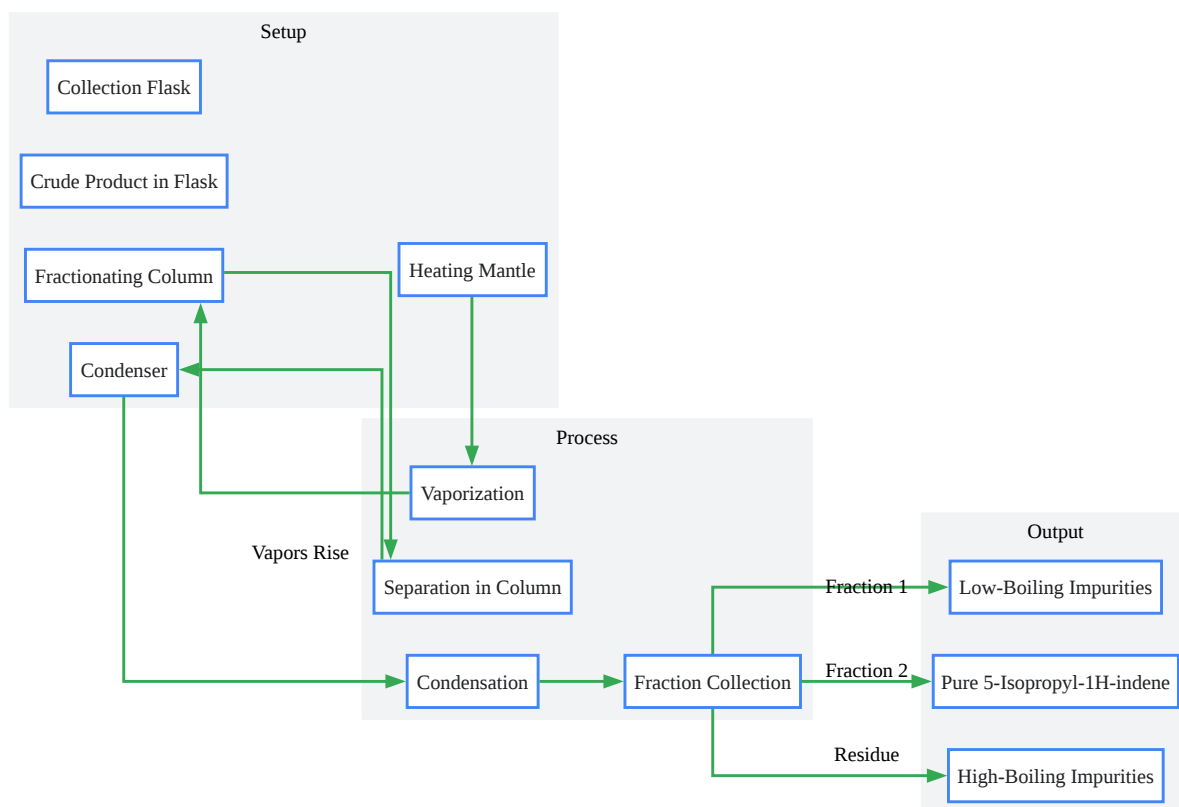 Setup
Collection Flask
Crude Product in Flask
Fractionating Column
Heating Mantle
Condenser
Process
Vaporization
Vapors Rise
Separation in Column
Condensation
Fraction Collection
Output
Fraction 1
Low-Boiling Impurities
Fraction 2
Pure 5-Isopropyl-1H-indene
Residue
High-Boiling Impurities